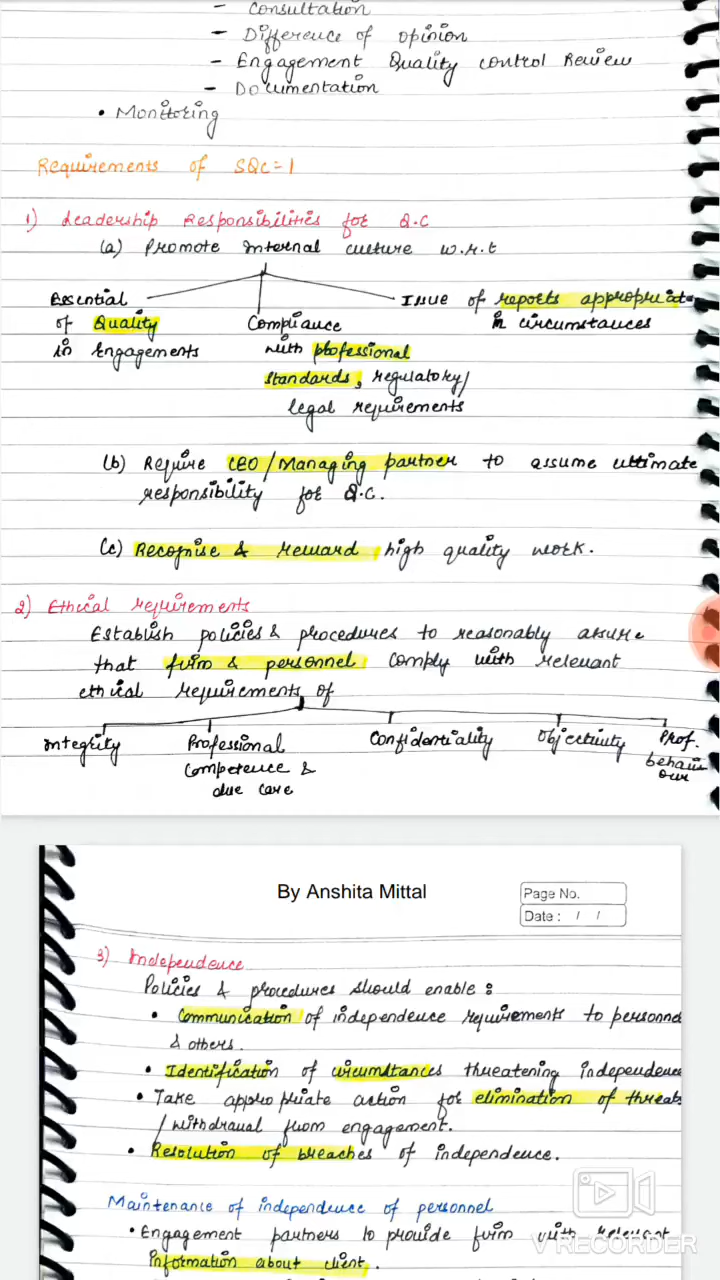 - Consultation
- Difference of opinion
- Engagement Quality control Review
- Documentation
• Monitoring
Requirements of SQC-1
1) Leadership Responsibilities for Q.C
(a) Promote internal culture w.r.t
Essential of Quality in Engagements
Compliance with professional standards, regulatory/ legal requirements
Issue of reports appropriate in circumstances
(b) Require CEO/Managing partner to assume ultimate
responsibility for Q.C.
(c) Recognise & reward high quality work.
2) Ethical requirements
Establish policies & procedures to reasonably assure
that firm & personnel comply with relevant
ethical requirements of
Integrity
Professional Competence & due care
Confidentiality
Objectivity
Prof. behaviour
By Anshita Mittal
Page No.
Date : / /
3) Independence
Policies & procedures should enable :
• Communication of independence requirements to personnel
& others.
• Identification of circumstances threatening independence
• Take appropriate action for elimination of threats
/withdrawal from engagement.
• Resolution of breaches of independence.
Maintenance of independence of personnel
• Engagement partners to provide firm with relevant
information about client.
V RECORDER